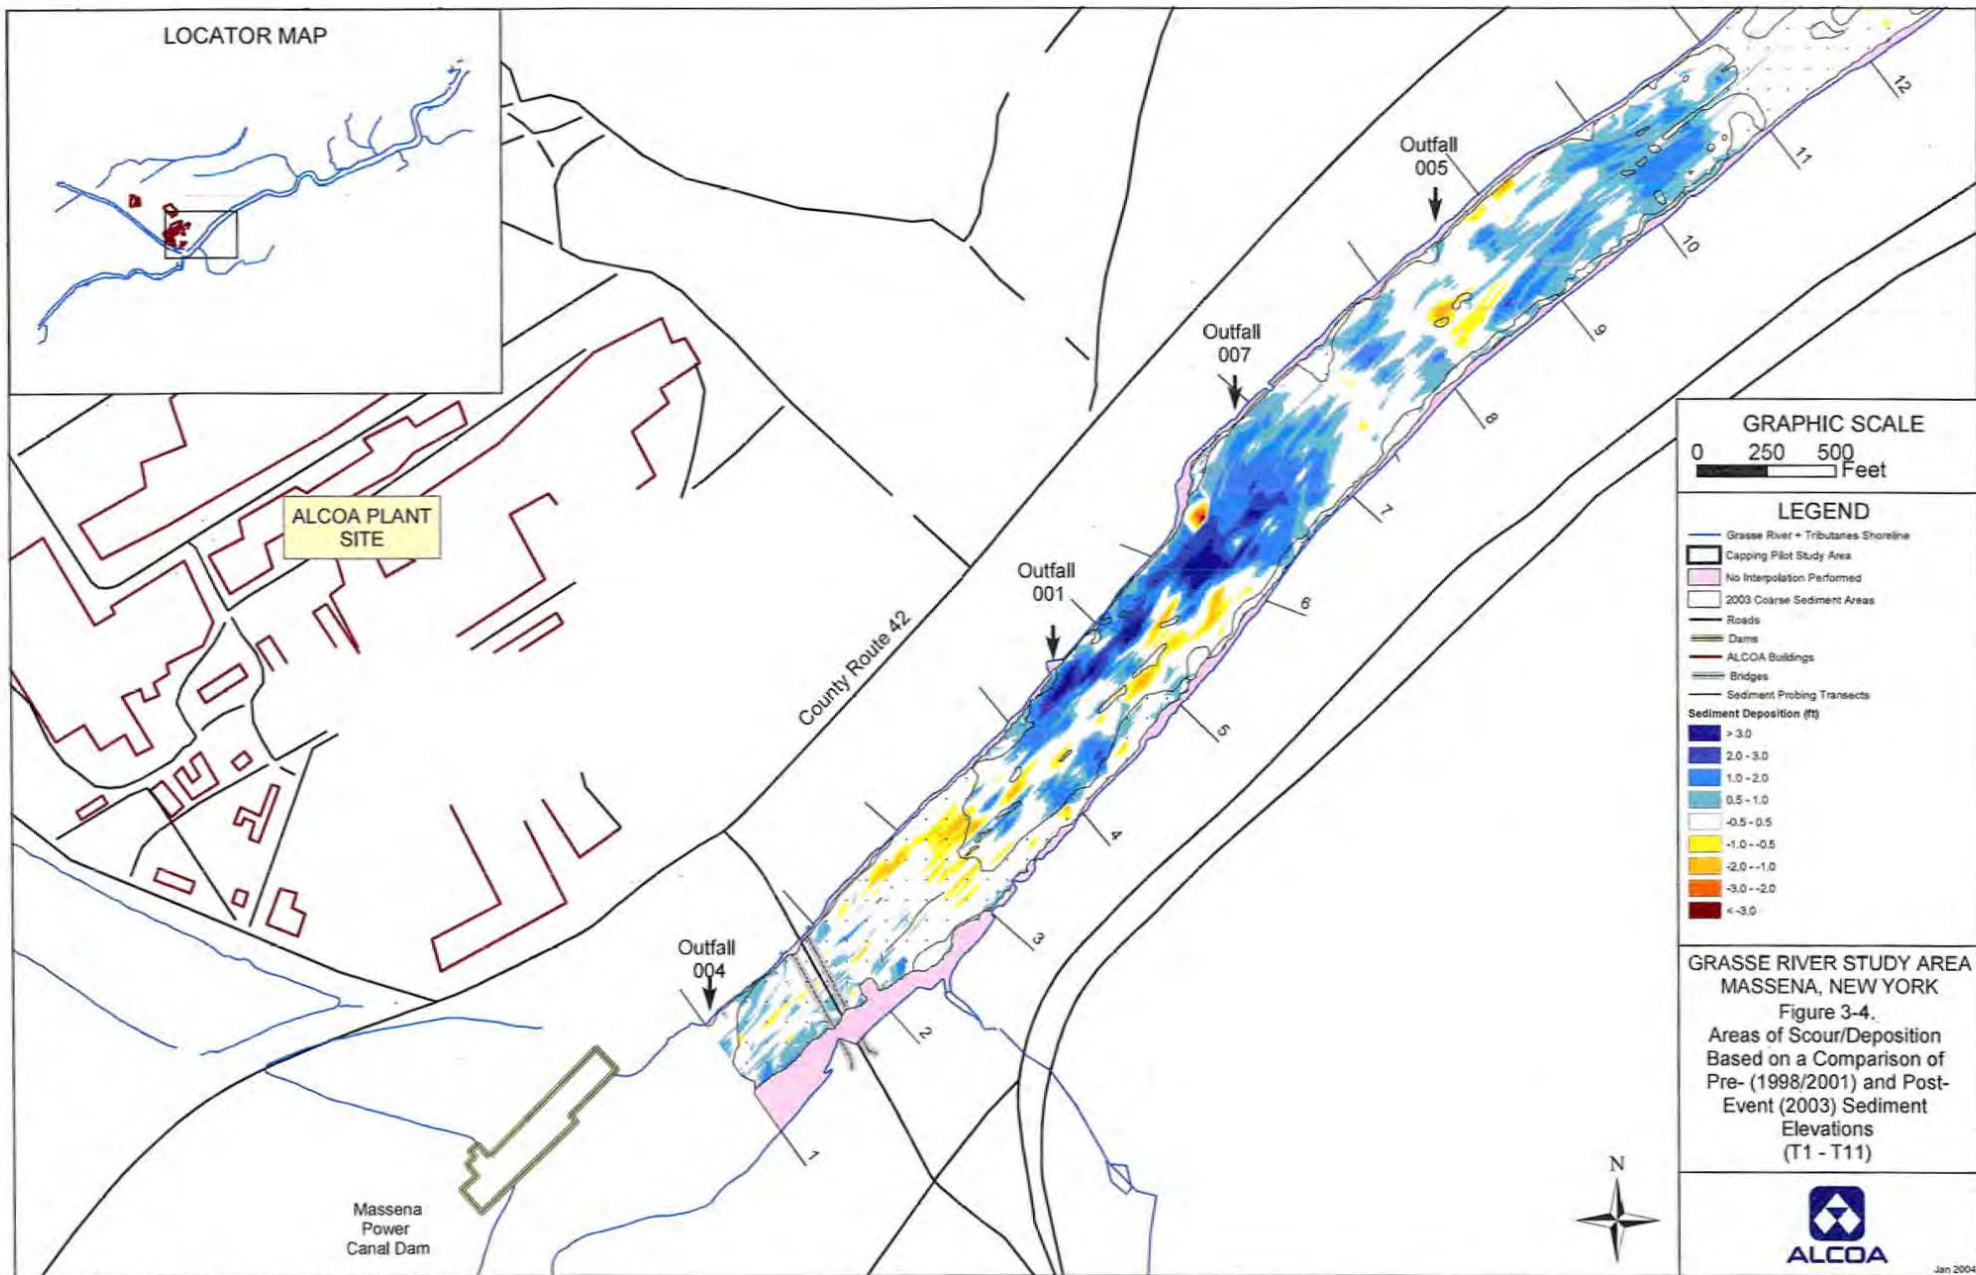 LOCATOR MAP
ALCOA PLANT
SITE
Outfall
005
Outfall
007
Outfall
001
Outfall
004
County Route 42
Massena
Power
Canal Dam
1
2
3
4
5
6
7
8
9
10
11
12
N
GRAPHIC SCALE
0 250 500
Feet
LEGEND
Grasse River + Tributaries Shoreline
Capping Pilot Study Area
No Interpolation Performed
2003 Coarse Sediment Areas
Roads
Dams
ALCOA Buildings
Bridges
Sediment Probing Transects
Sediment Deposition (ft)
> 3.0
2.0 - 3.0
1.0 - 2.0
0.5 - 1.0
-0.5 - 0.5
-1.0 - -0.5
-2.0 - -1.0
-3.0 - -2.0
< -3.0
GRASSE RIVER STUDY AREA
MASSENA, NEW YORK
Figure 3-4.
Areas of Scour/Deposition
Based on a Comparison of
Pre- (1998/2001) and Post-
Event (2003) Sediment
Elevations
(T1 - T11)
ALCOA
Jan 2004